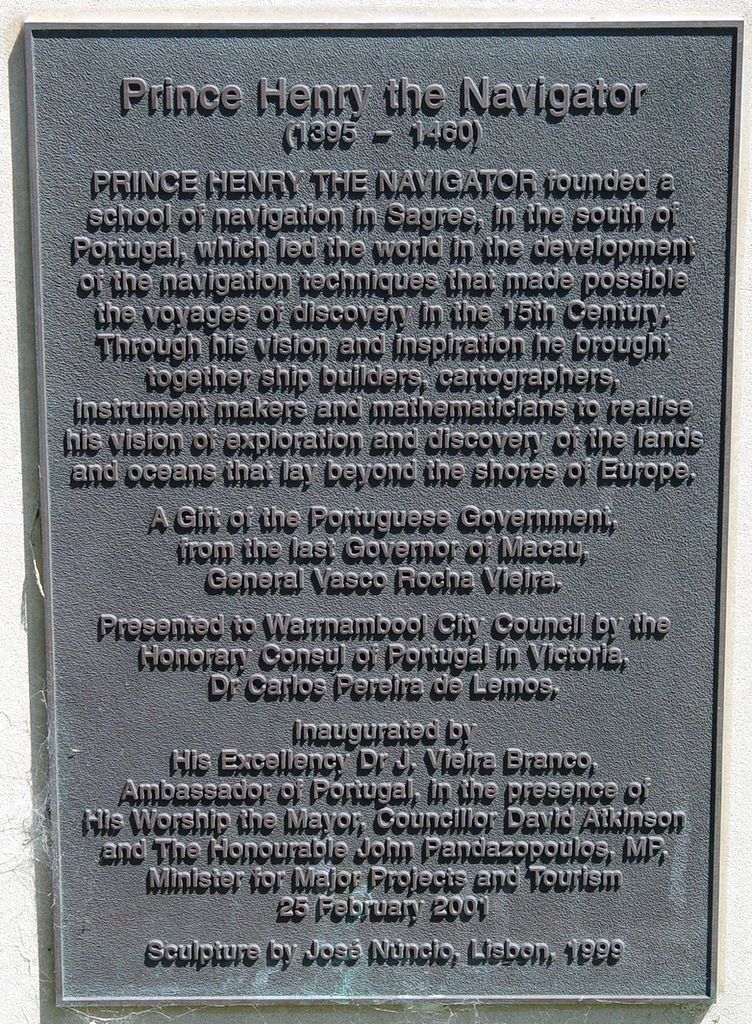 Prince Henry the Navigator
(1395 – 1460)
PRINCE HENRY THE NAVIGATOR founded a
school of navigation in Sagres, in the south of
Portugal, which led the world in the development
of the navigation techniques that made possible
the voyages of discovery in the 15th Century.
Through his vision and inspiration he brought
together ship builders, cartographers,
instrument makers and mathematicians to realise
his vision of exploration and discovery of the lands
and oceans that lay beyond the shores of Europe.
A Gift of the Portuguese Government,
from the last Governor of Macau,
General Vasco Rocha Vieira.
Presented to Warrnambool City Council by the
Honorary Consul of Portugal in Victoria,
Dr Carlos Pereira de Lemos.
Inaugurated by
His Excellency Dr J. Vieira Branco,
Ambassador of Portugal, in the presence of
His Worship the Mayor, Councillor David Atkinson
and The Honourable John Pandazopoulos, MP,
Minister for Major Projects and Tourism
25 February 2001
Sculpture by José Núncio, Lisbon, 1999